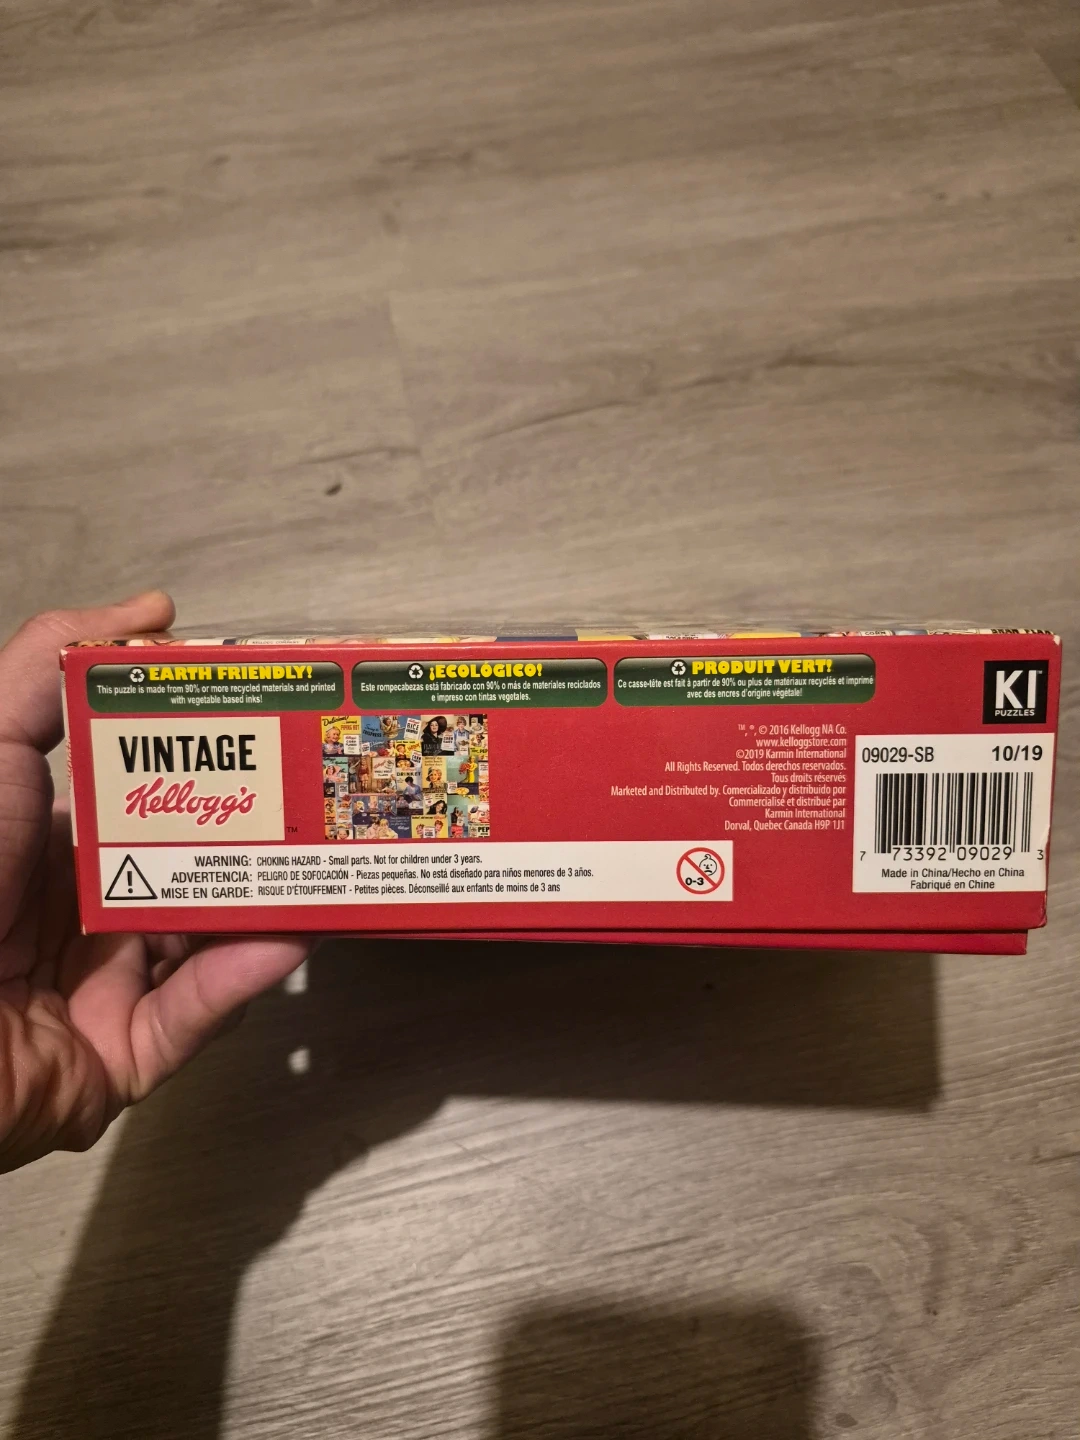 EARTH FRIENDLY!
This puzzle is made from 90% or more recycled materials and printed
with vegetable based inks!
¡ECOLÓGICO!
Este rompecabezas está fabricado con 90% o más de materiales reciclados
e impreso con tintas vegetales.
PRODUIT VERT!
Ce casse-tête est fait à partir de 90% ou plus de matériaux recyclés et imprimé
avec des encres d'origine végétale!
KI™
PUZZLES
VINTAGE
Kellogg's
TM
™, ®, © 2016 Kellogg NA Co.
www.kelloggstore.com
©2019 Karmin International
All Rights Reserved. Todos derechos reservados.
Tous droits réservés
Marketed and Distributed by. Comercializado y distribuido por
Commercialisé et distribué par
Karmin International
Dorval, Quebec Canada H9P 1J1
09029-SB 10/19
7 73392 09029 3
Made in China/Hecho en China
Fabriqué en Chine
WARNING: CHOKING HAZARD - Small parts. Not for children under 3 years.
ADVERTENCIA: PELIGRO DE SOFOCACIÓN - Piezas pequeñas. No está diseñado para niños menores de 3 años.
MISE EN GARDE: RISQUE D'ÉTOUFFEMENT - Petites pièces. Déconseillé aux enfants de moins de 3 ans
0-3